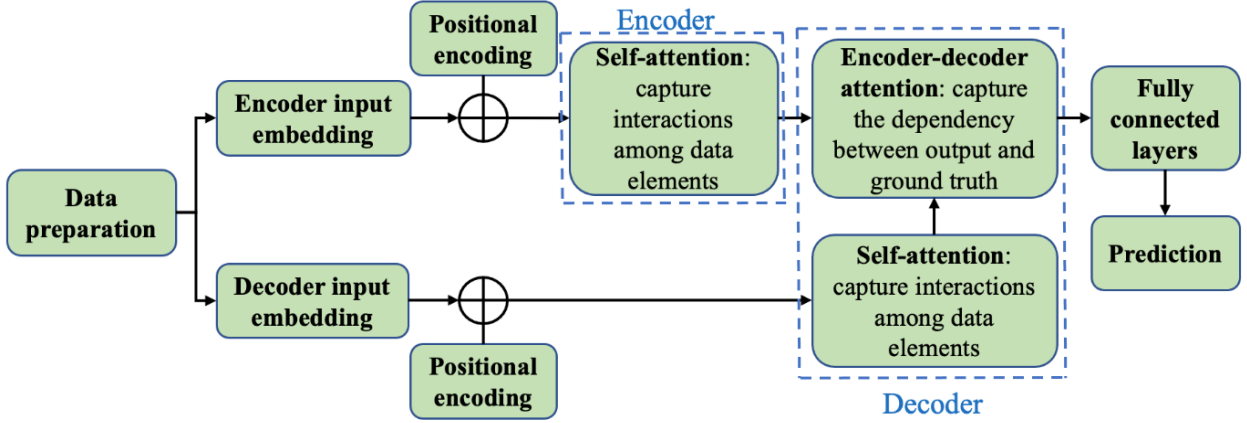 Encoder
Positional
encoding
Self-attention:
capture
interactions
among data
elements
Encoder-decoder
attention: capture
the dependency
between output and
ground truth
Fully
connected
layers
Encoder input
embedding
Data
preparation
Prediction
Decoder input
embedding
Self-attention:
capture interactions
among data
elements
Positional
encoding
Decoder